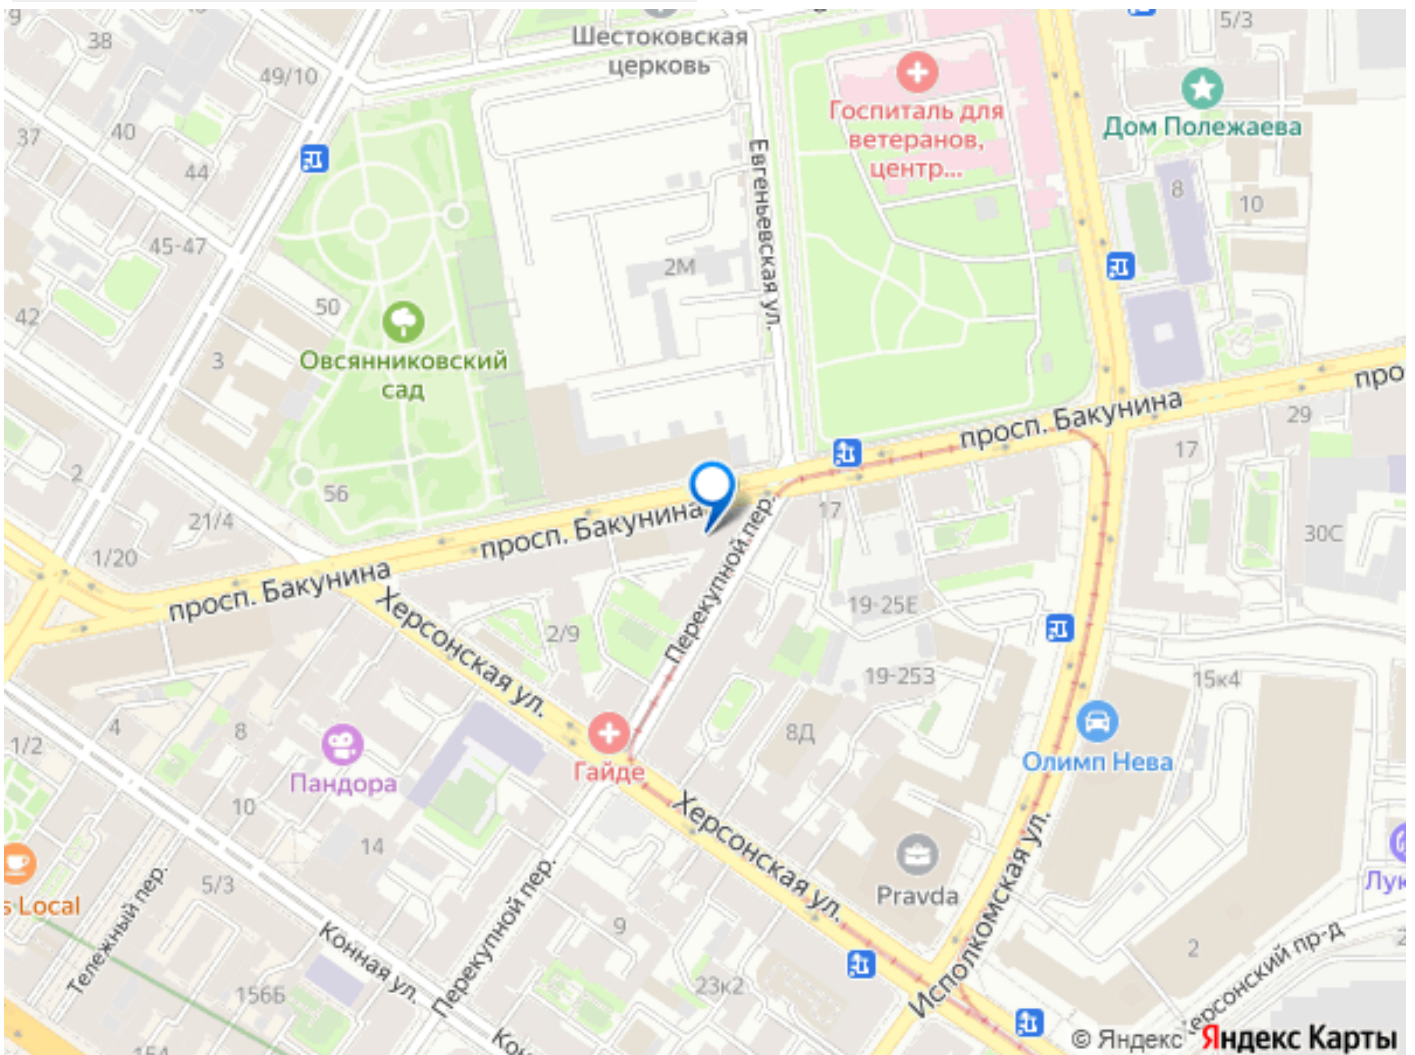 9
38
Шестоковская
церковь
5/3
49/10
Госпиталь для
ветеранов,
центр...
Дом Полежаева
37
40
44
Евгеньевская ул.
8
10
45-47
2М
50
42
3
Овсянниковский
сад
просп. Бакунина
про
29
17
2
56
21/4
просп. Бакунина
17
30С
1/20
просп. Бакунина
Перекупной пер.
19-25Е
Херсонская ул.
2/9
19-253
15к4
4
8
1/2
8Д
Пандора
Гайде
Олимп Нева
10
Херсонская ул.
14
Pravda
Исполкомская ул.
Лук
5/3
s Local
Тележный пер.
Перекупной пер.
9
2
2
Конная ул.
ерсонский пр-д
156Б
23к2
Кон
154
© Яндекс Яндекс Карты